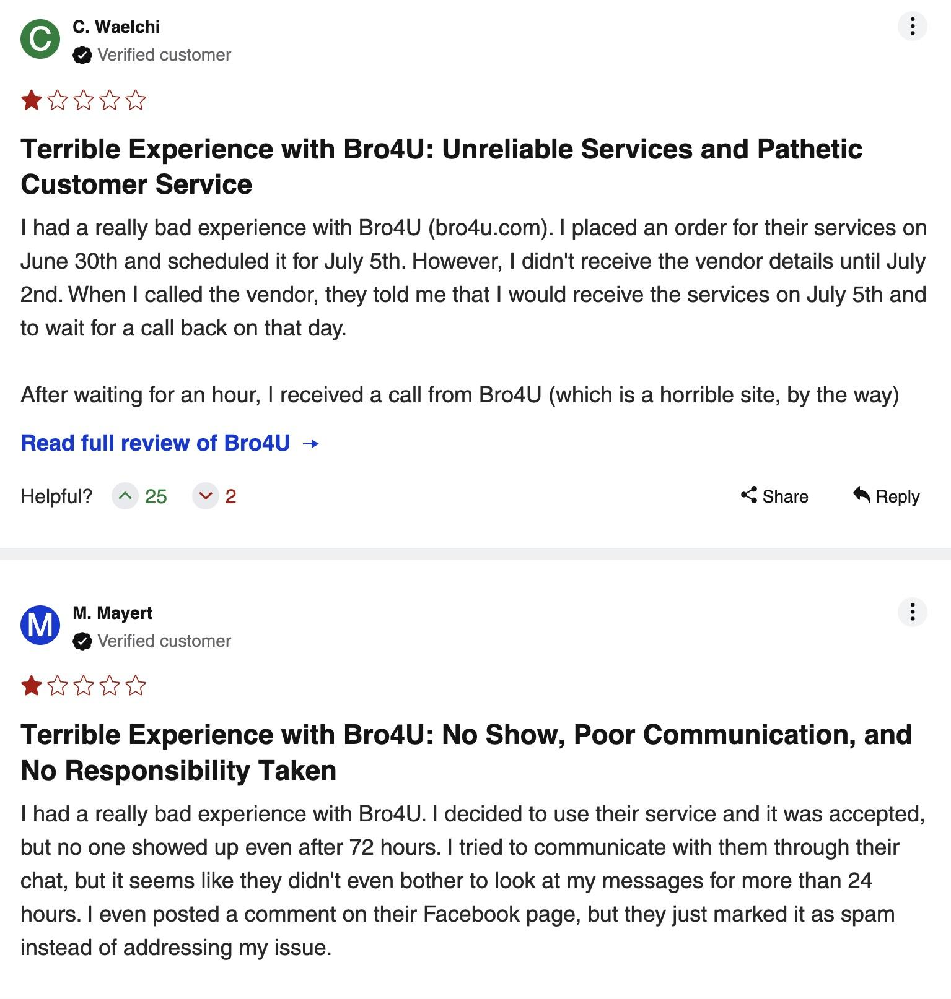 C
C. Waelchi
Verified customer
Terrible Experience with Bro4U: Unreliable Services and Pathetic
Customer Service
I had a really bad experience with Bro4U (bro4u.com). I placed an order for their services on
June 30th and scheduled it for July 5th. However, I didn't receive the vendor details until July
2nd. When I called the vendor, they told me that I would receive the services on July 5th and
to wait for a call back on that day.
After waiting for an hour, I received a call from Bro4U (which is a horrible site, by the way)
Read full review of Bro4U →
Helpful? 25 2 Share Reply
M
M. Mayert
Verified customer
Terrible Experience with Bro4U: No Show, Poor Communication, and
No Responsibility Taken
I had a really bad experience with Bro4U. I decided to use their service and it was accepted,
but no one showed up even after 72 hours. I tried to communicate with them through their
chat, but it seems like they didn't even bother to look at my messages for more than 24
hours. I even posted a comment on their Facebook page, but they just marked it as spam
instead of addressing my issue.